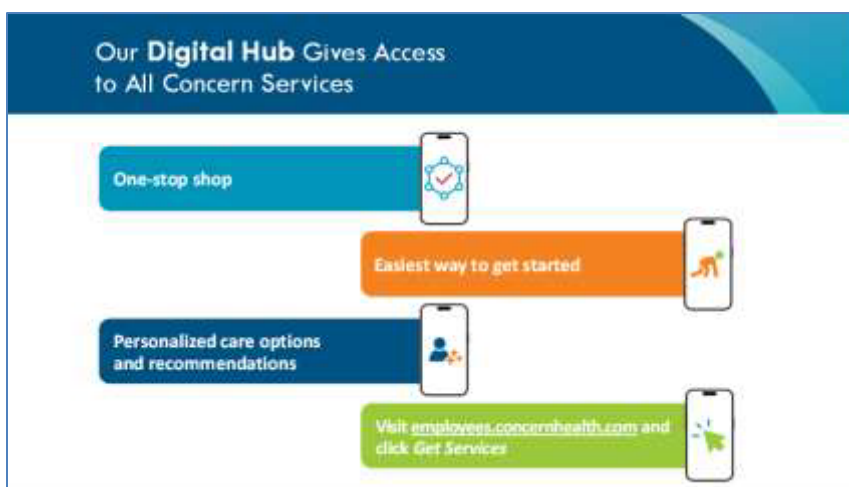 Our Digital Hub Gives Access
to All Concern Services
One-stop shop
Easiest way to get started
Personalized care options
and recommendations
Visit employees.concernhealth.com and
click Get Services